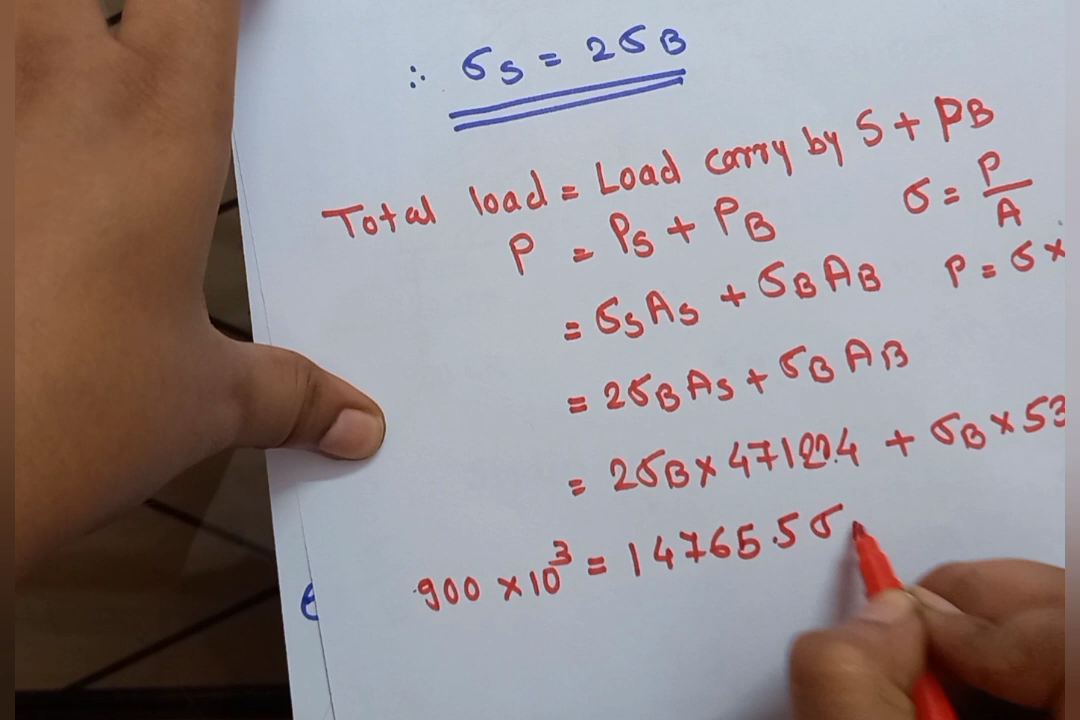 ∴ σS = 2σB
Total load = Load carry by S + PB
P = PS + PB
σ = P/A
= σSAS + σBAB
P = σ ×
= 2σBAS + σBAB
= 2σB × 4712.4 + σB × 53
900 × 10³ = 14765.5 σ